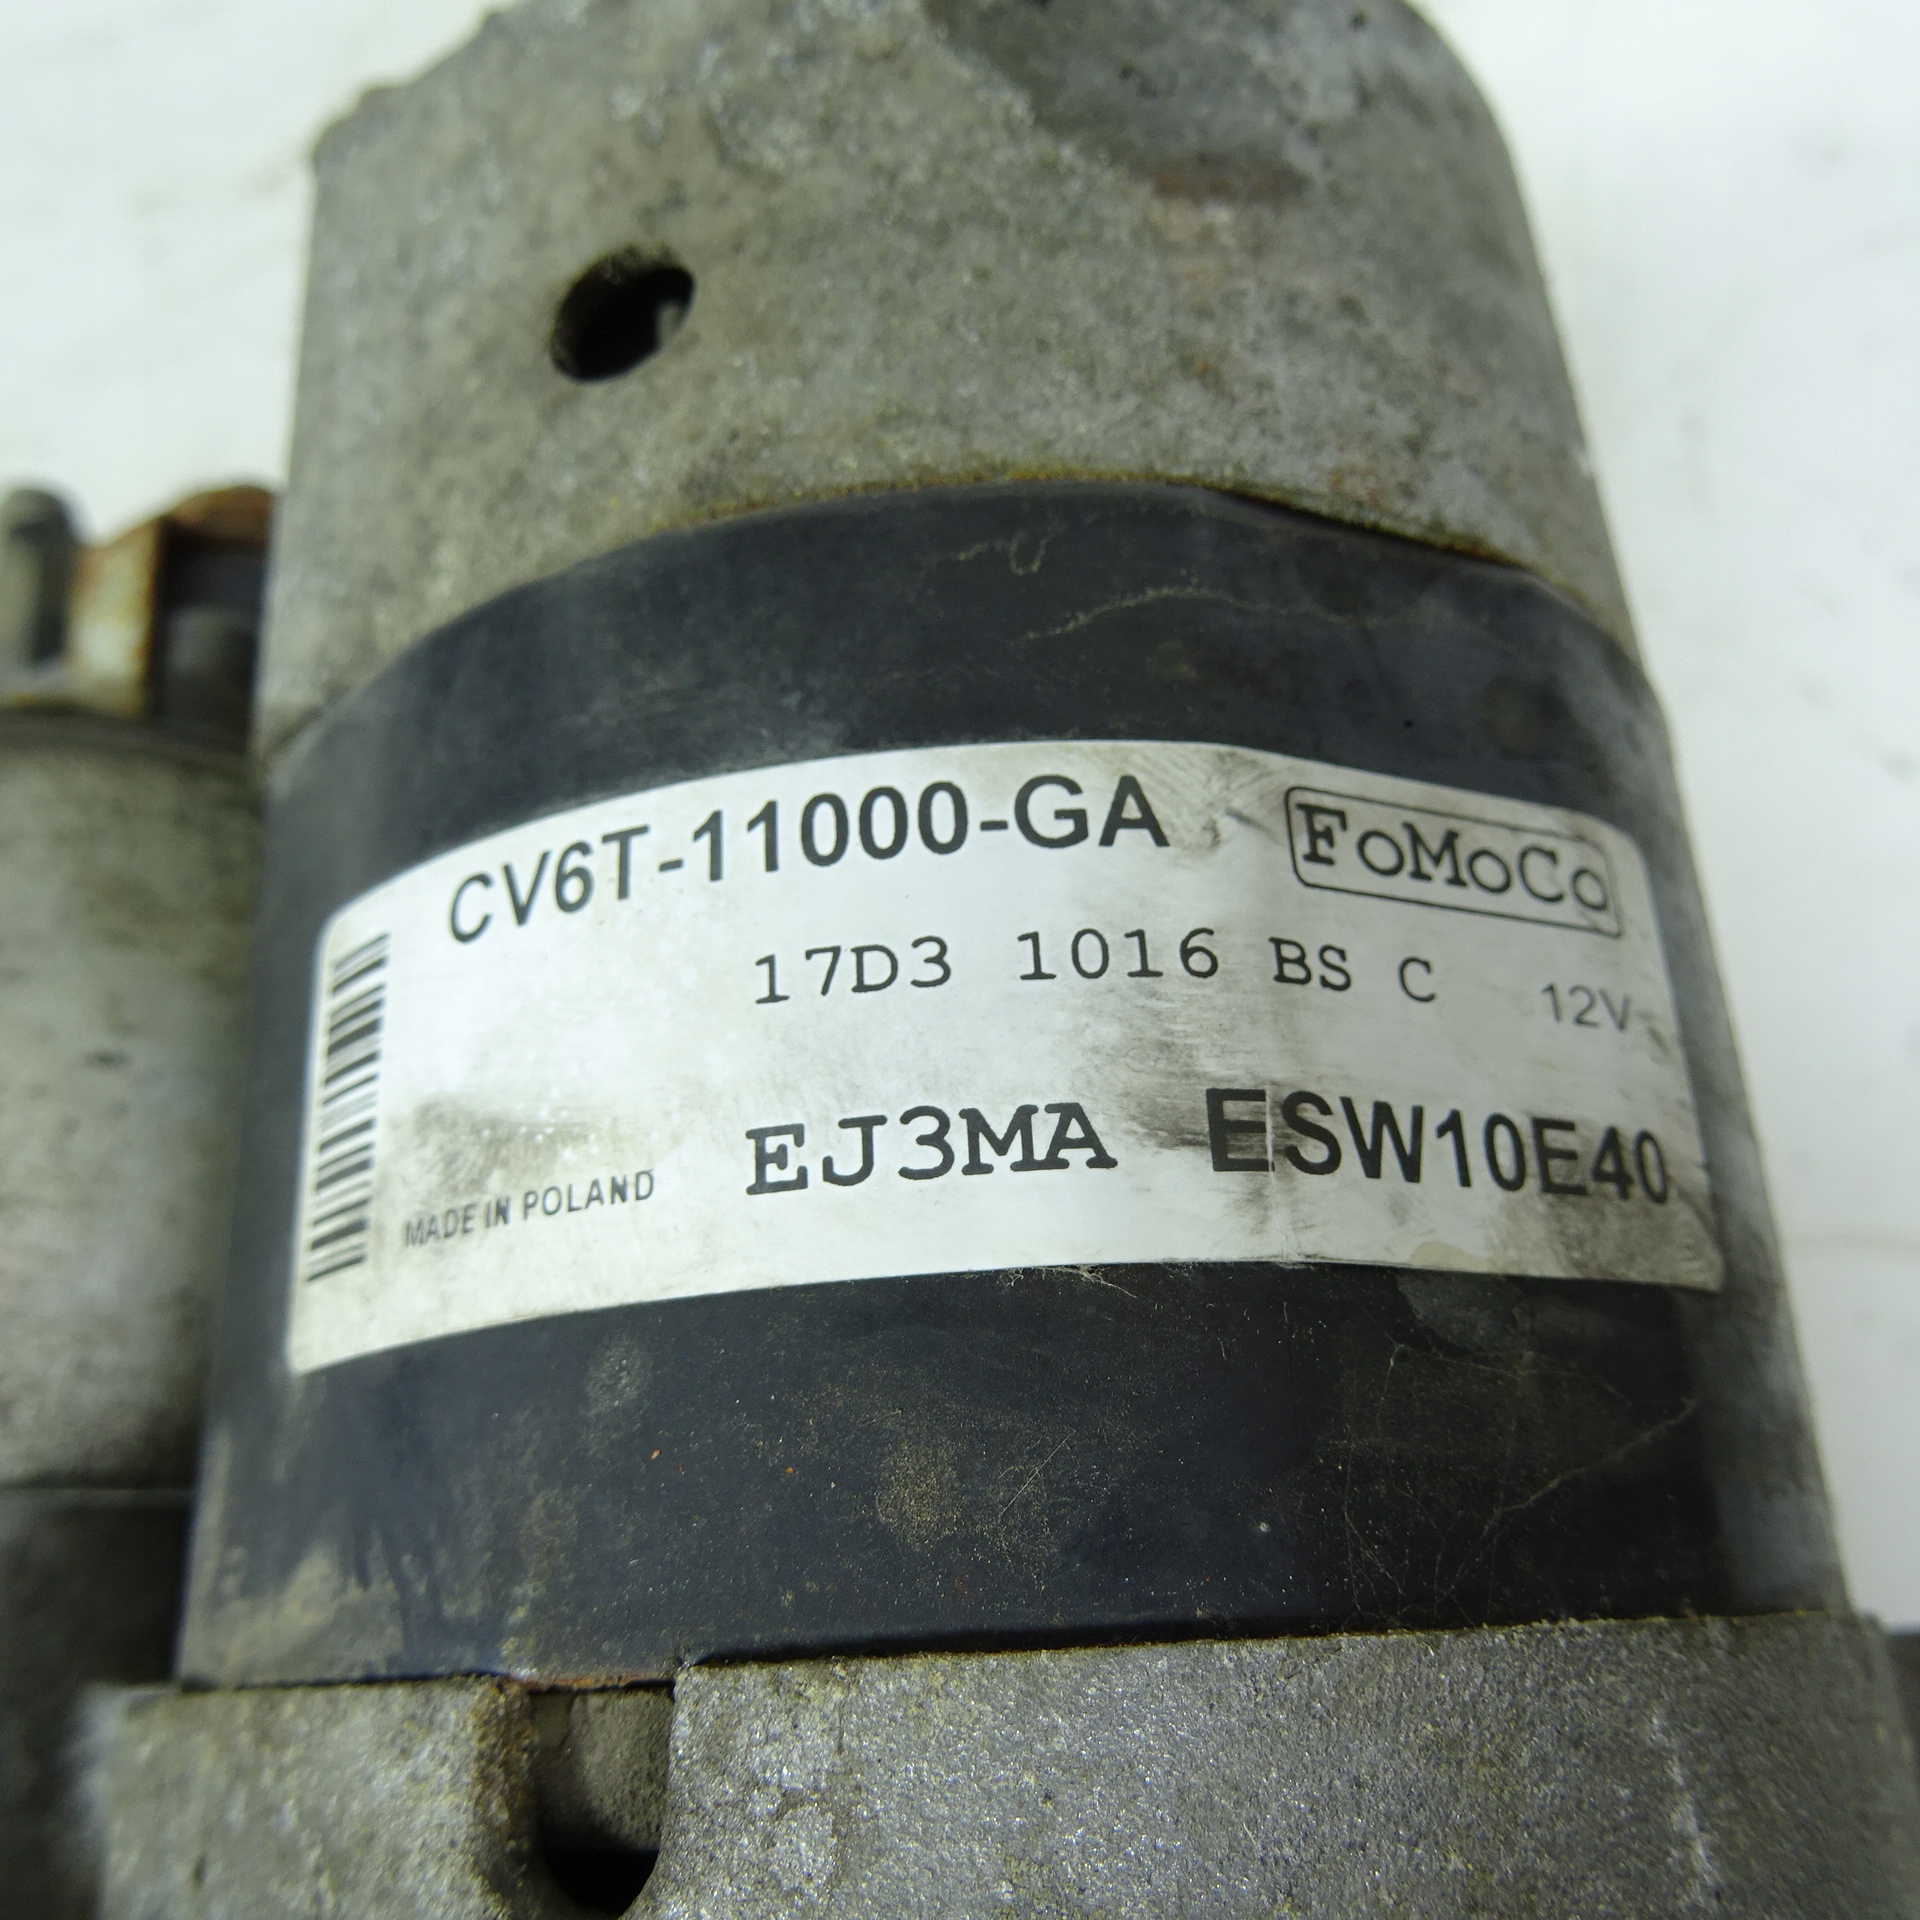 CV6T-11000-GA FoMoCo
17D3 1016 BS C 12V
EJ3MA ESW10E40
MADE IN POLAND